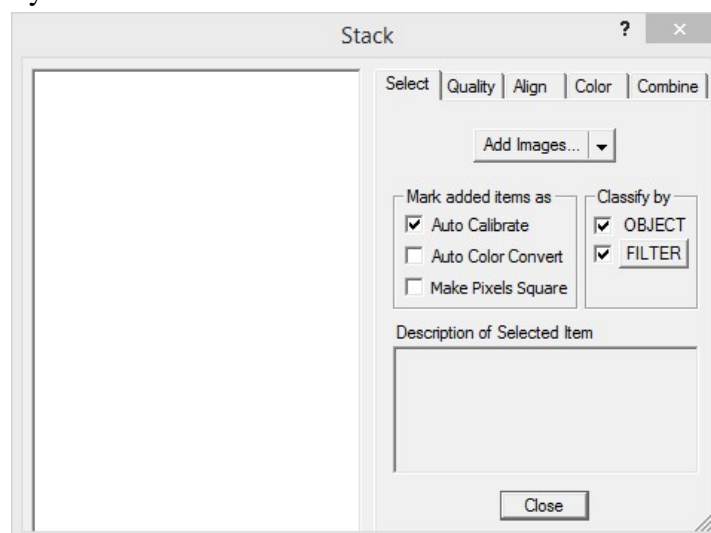 Stack ?
Select Quality Align Color Combine
Add Images...
Mark added items as
Auto Calibrate
Auto Color Convert
Make Pixels Square
Classify by
OBJECT
FILTER
Description of Selected Item
Close